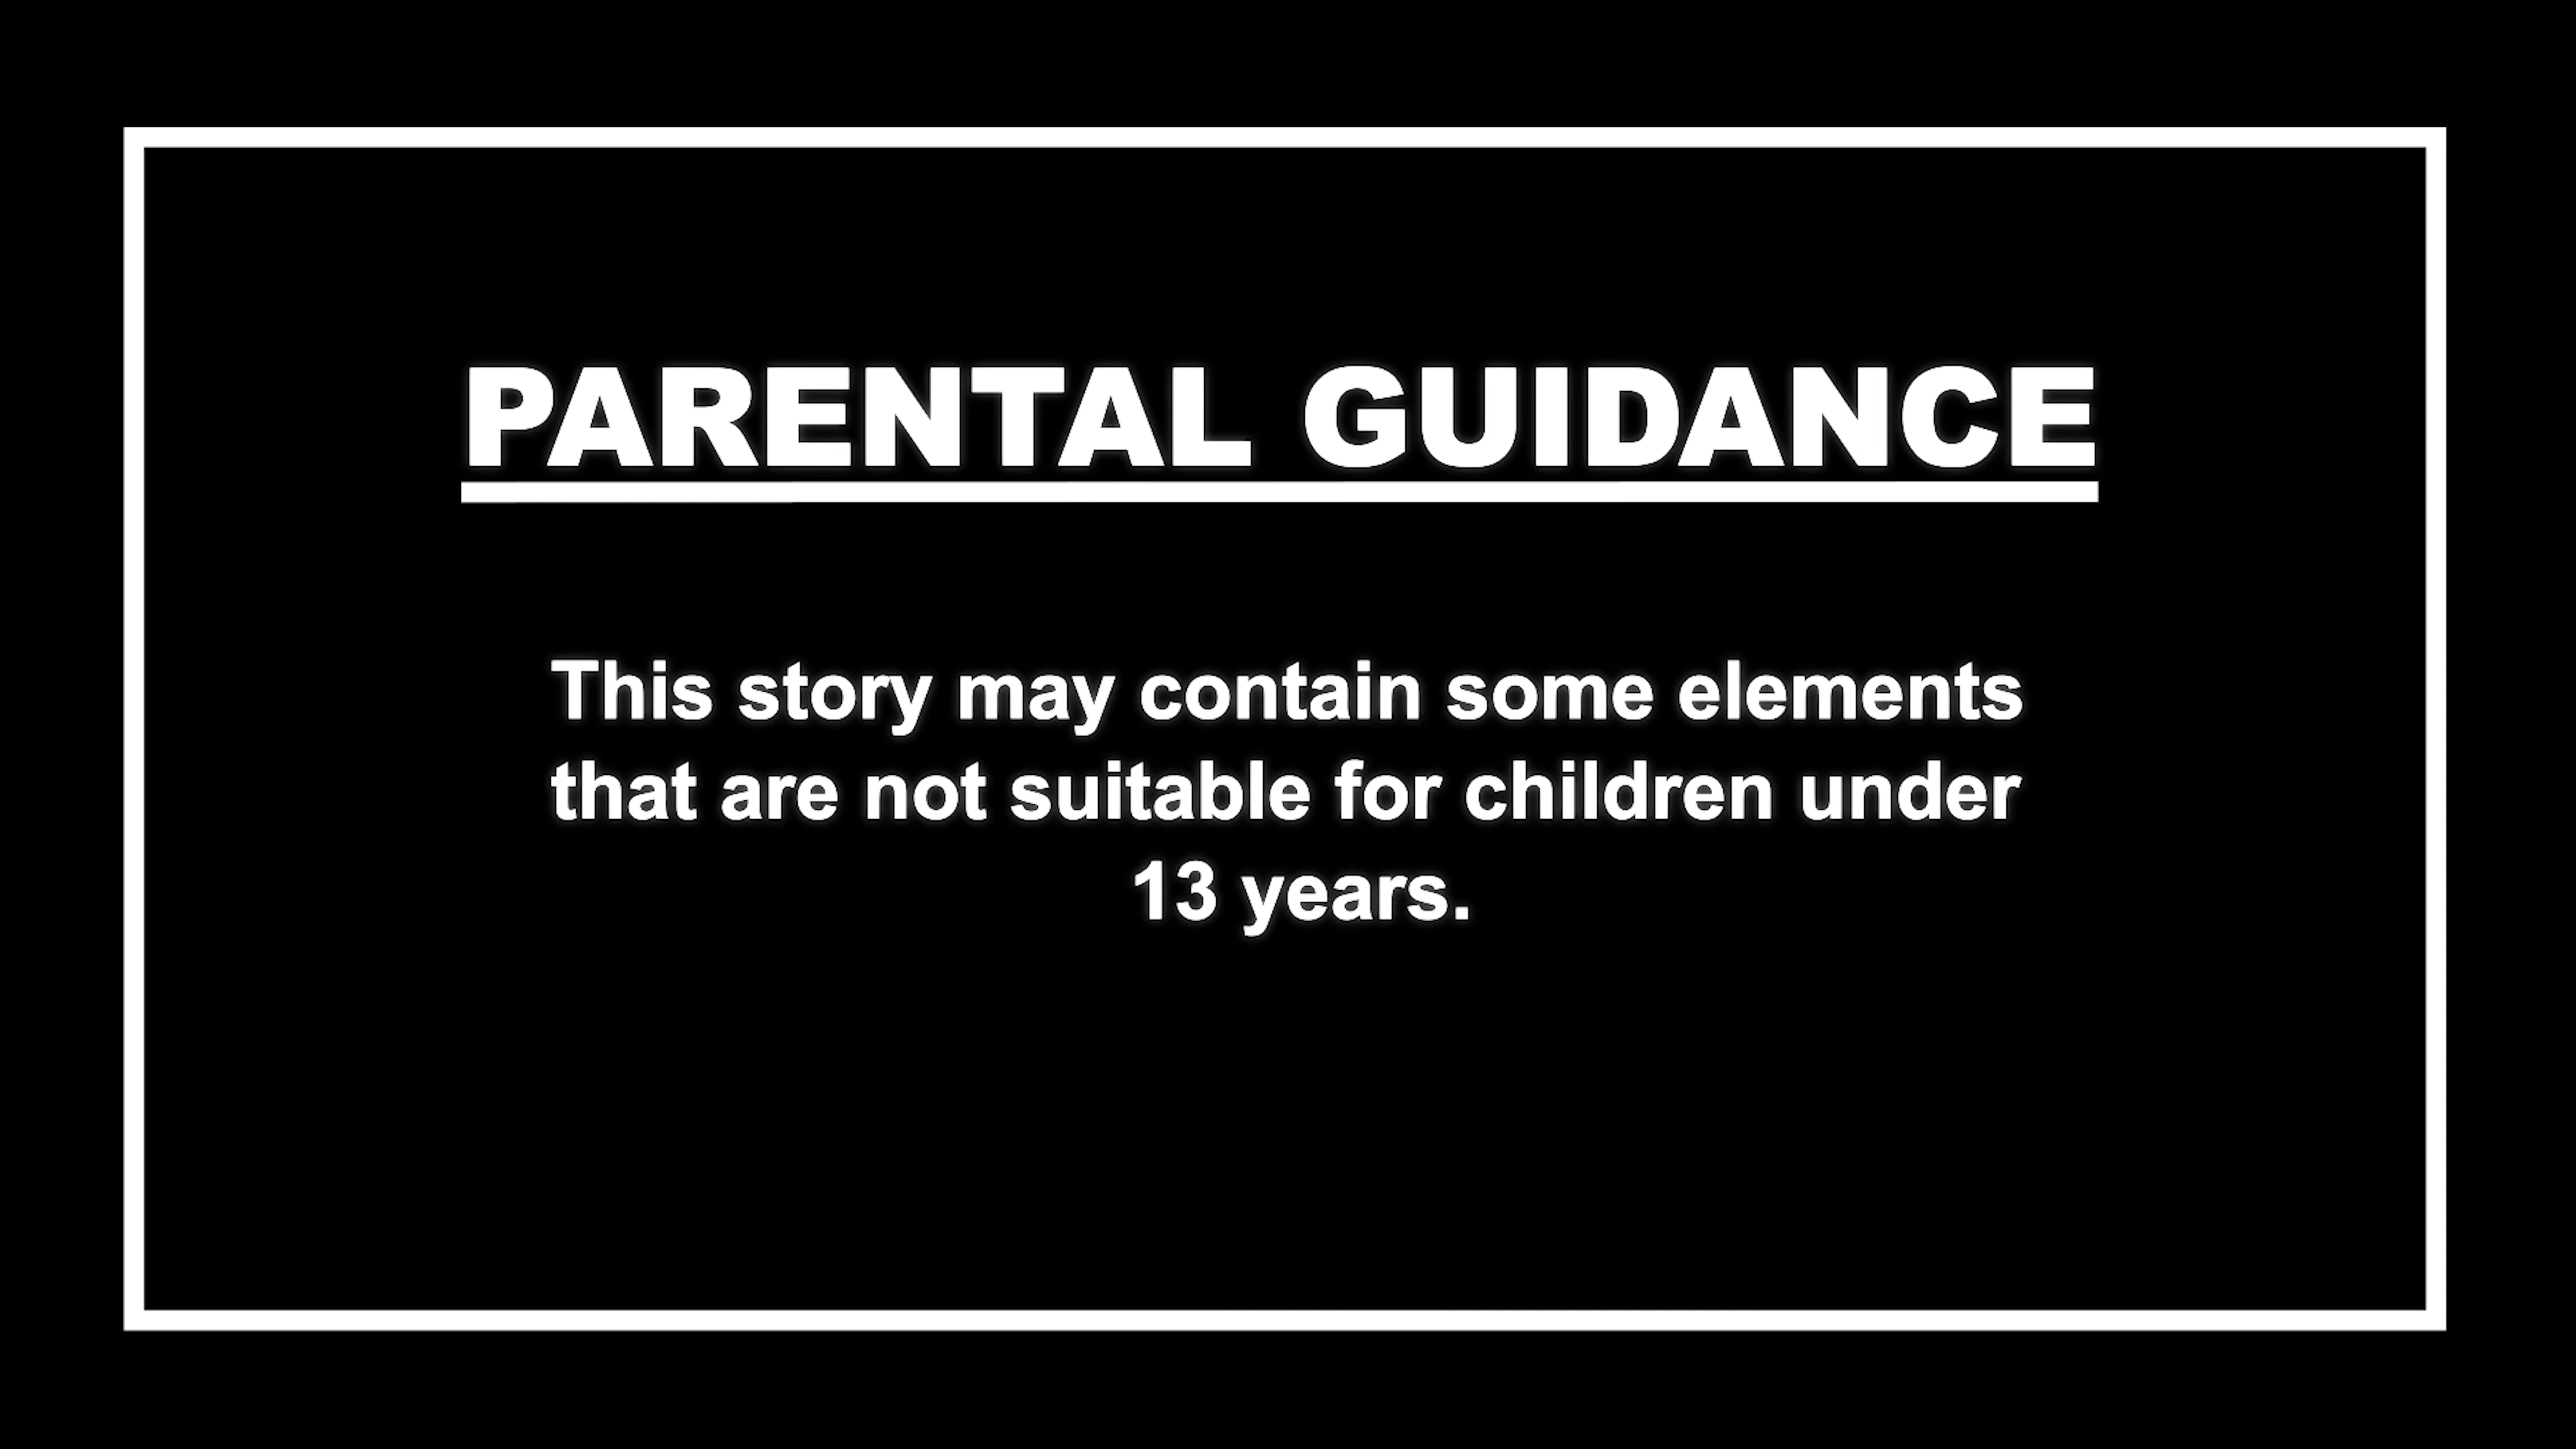 PARENTAL GUIDANCE
This story may contain some elements
that are not suitable for children under
13 years.